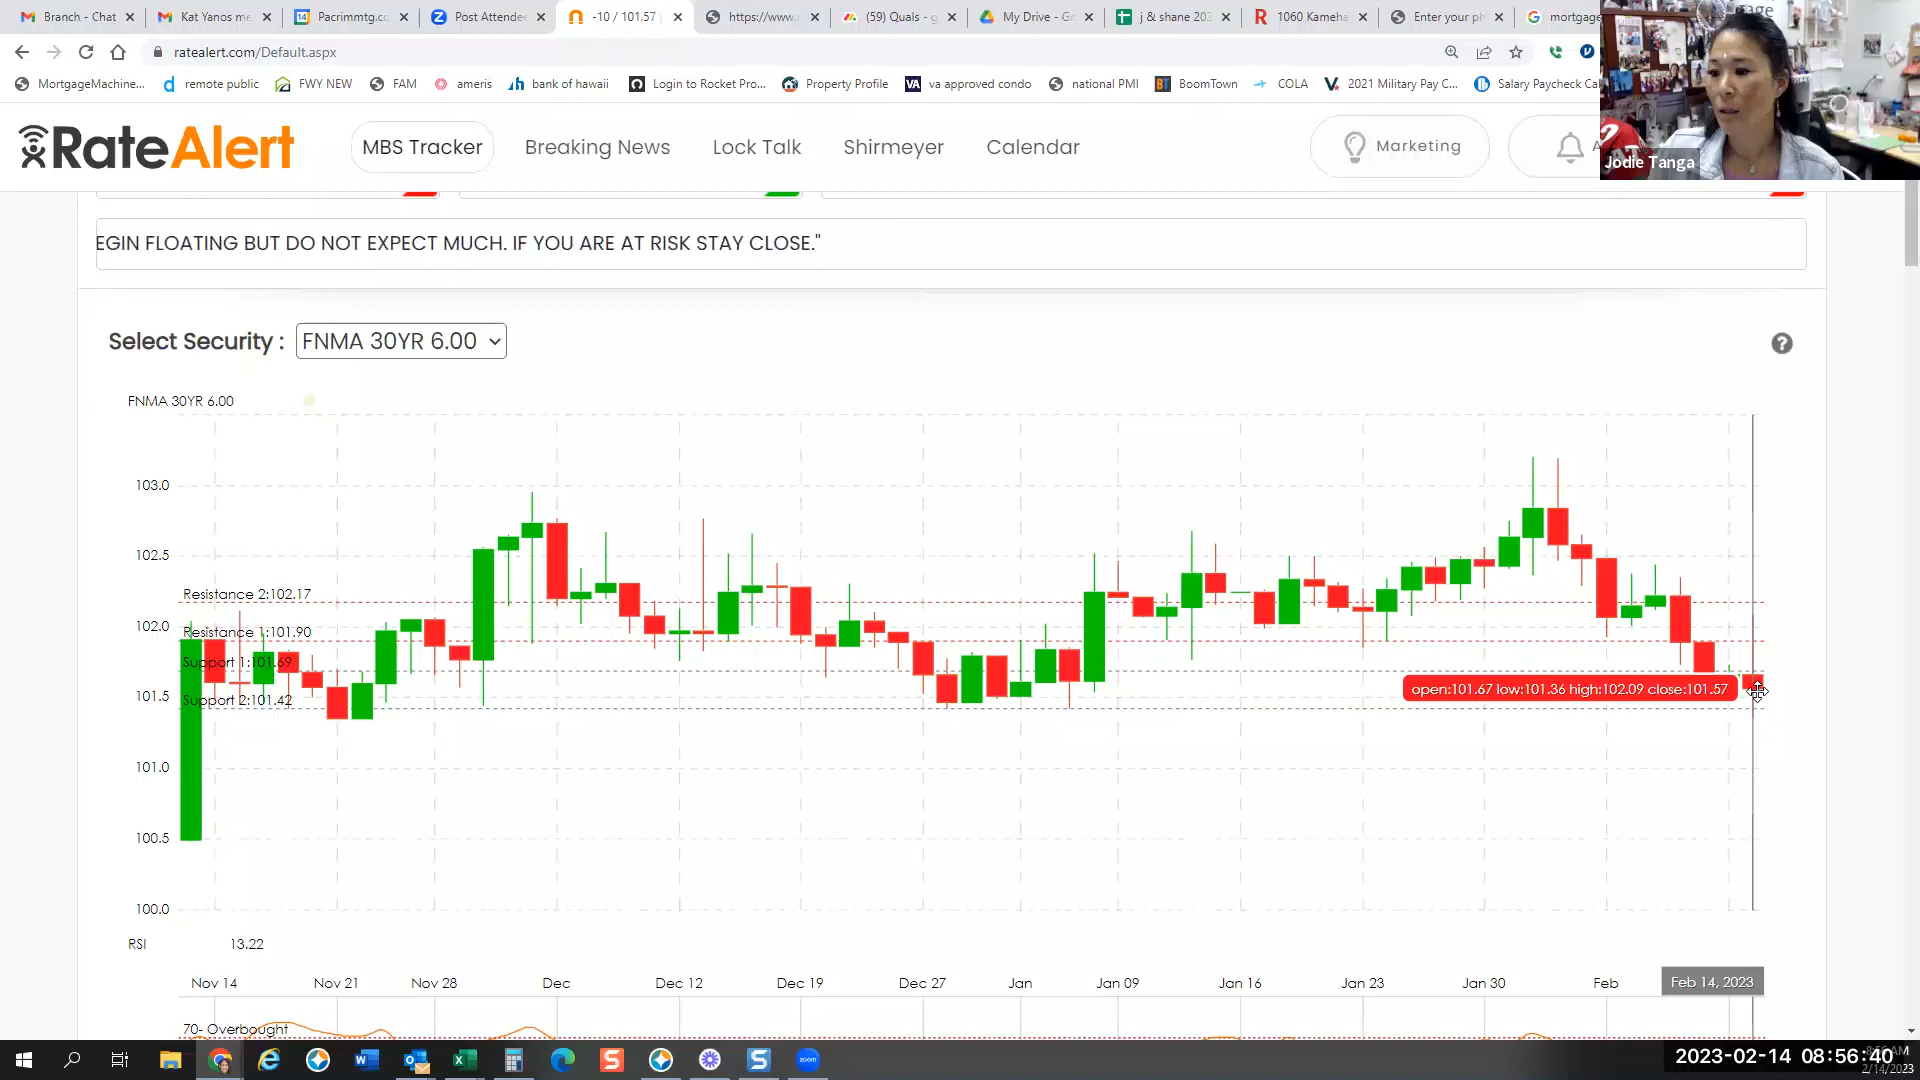 Branch - Chat
Kat Yanos me
Pacrimmtg.co
Post Attendee
-10 / 101.57
https://www.
(59) Quals - g
My Drive - Go
j & shane 202
1060 Kameha
Enter your ph
mortgage
ratealert.com/Default.aspx
MortgageMachine...
remote public
FWY NEW
FAM
ameris
bank of hawaii
Login to Rocket Pro...
Property Profile
va approved condo
national PMI
BoomTown
COLA
2021 Military Pay C...
Salary Paycheck Cal
RateAlert
MBS Tracker
Breaking News
Lock Talk
Shirmeyer
Calendar
Marketing
Jodie Tanga
EGIN FLOATING BUT DO NOT EXPECT MUCH. IF YOU ARE AT RISK STAY CLOSE."
Select Security :
FNMA 30YR 6.00
?
FNMA 30YR 6.00
103.0
102.5
Resistance 2:102.17
102.0
Resistance 1:101.90
Support 1:101.69
101.5
Support 2:101.42
open:101.67 low:101.36 high:102.09 close:101.57
101.0
100.5
100.0
RSI
13.22
Nov 14
Nov 21
Nov 28
Dec
Dec 12
Dec 19
Dec 27
Jan
Jan 09
Jan 16
Jan 23
Jan 30
Feb
Feb 14, 2023
70- Overbought
zoom
2023-02-14 08:56:40
2/14/2023